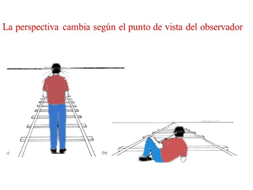 La perspectiva cambia según el punto de vista del observador